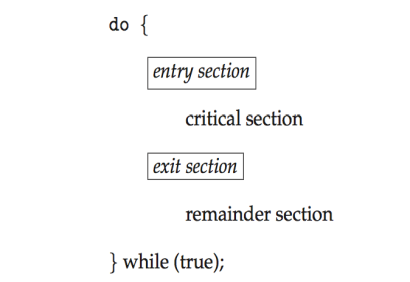 do {
entry section
critical section
exit section
remainder section
} while (true);